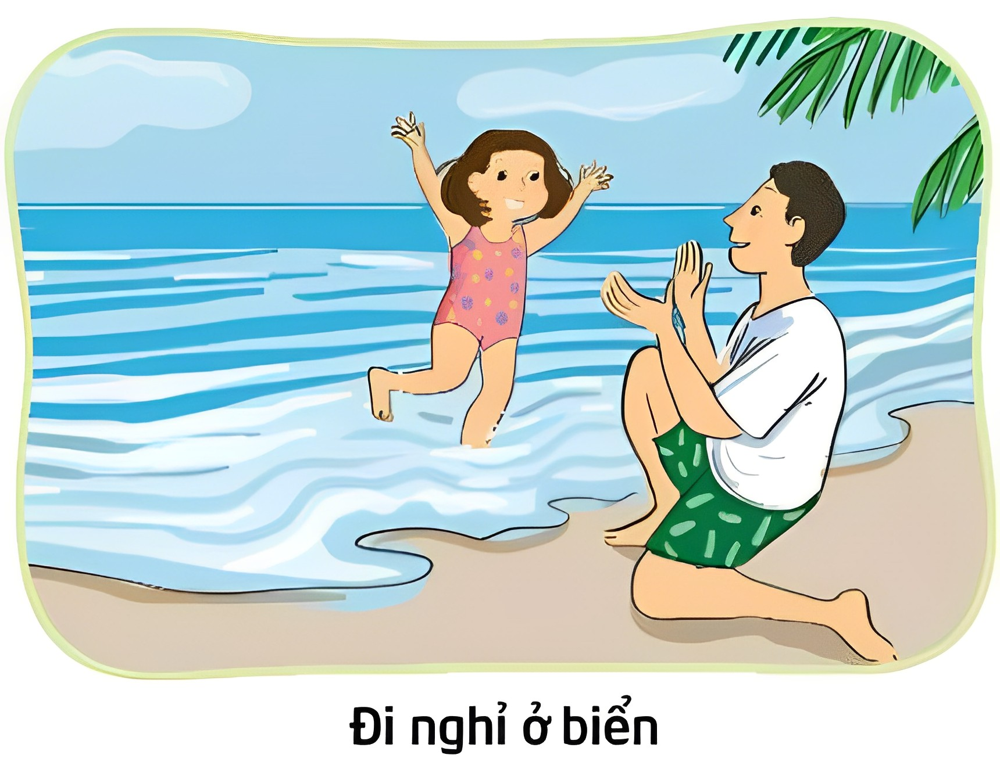 Đi nghỉ ở biển